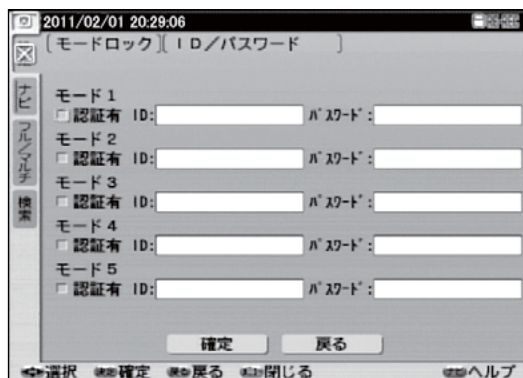 2011/02/01 20:29:06
[モードロック][ＩＤ／パスワード ]
ナビ
フル／マルチ
検索
モード１
認証有 ID: ﾊﾟｽﾜｰﾄﾞ:
モード２
認証有 ID: ﾊﾟｽﾜｰﾄﾞ:
モード３
認証有 ID: ﾊﾟｽﾜｰﾄﾞ:
モード４
認証有 ID: ﾊﾟｽﾜｰﾄﾞ:
モード５
認証有 ID: ﾊﾟｽﾜｰﾄﾞ:
確定 戻る
選択 確定 戻る 閉じる ヘルプ